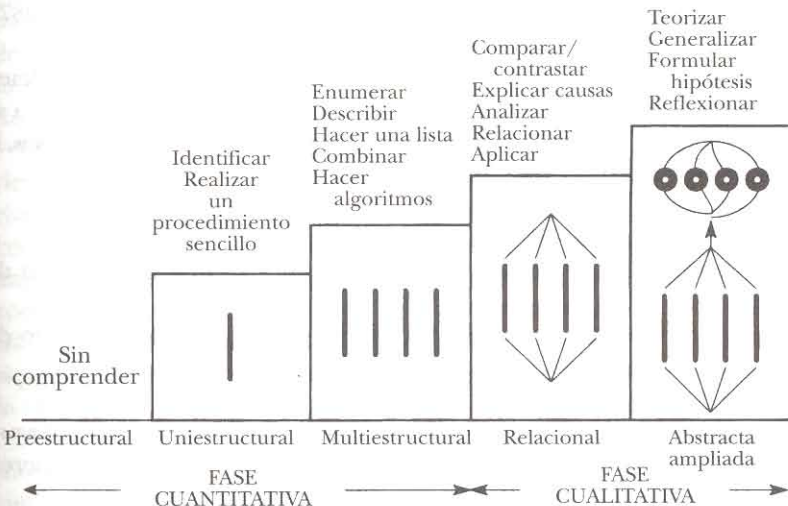 Sin
comprender
Identificar
Realizar
un
procedimiento
sencillo
Enumerar
Describir
Hacer una lista
Combinar
Hacer
algoritmos
Comparar/
contrastar
Explicar causas
Analizar
Relacionar
Aplicar
Teorizar
Generalizar
Formular
hipótesis
Reflexionar
Preestructural
Uniestructural
Multiestructural
Relacional
Abstracta
ampliada
FASE
CUANTITATIVA
FASE
CUALITATIVA